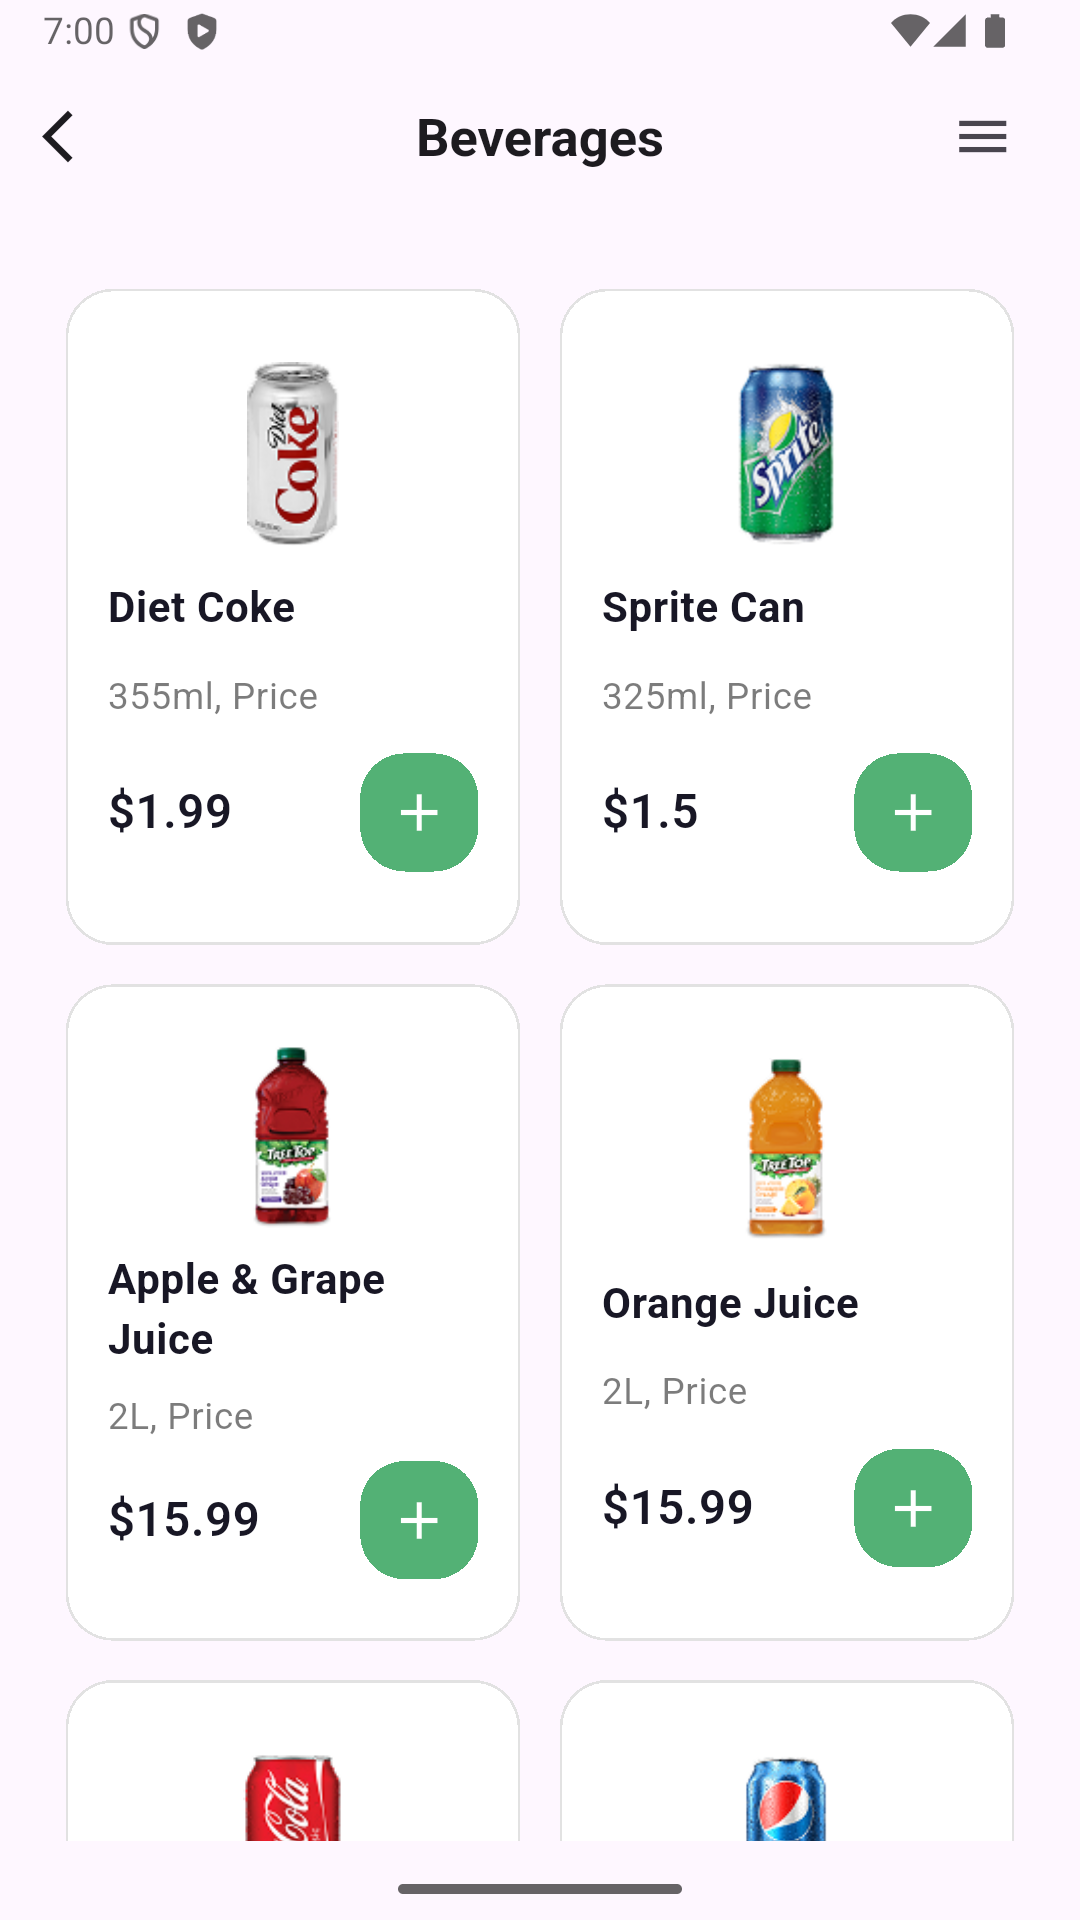 7:00
Beverages
Diet
Coke
Diet Coke
355ml, Price
$1.99
Sprite
Sprite Can
325ml, Price
$1.5
TREE TOP
Apple & Grape
Juice
2L, Price
$15.99
TREE TOP
Orange Juice
2L, Price
$15.99
Cola